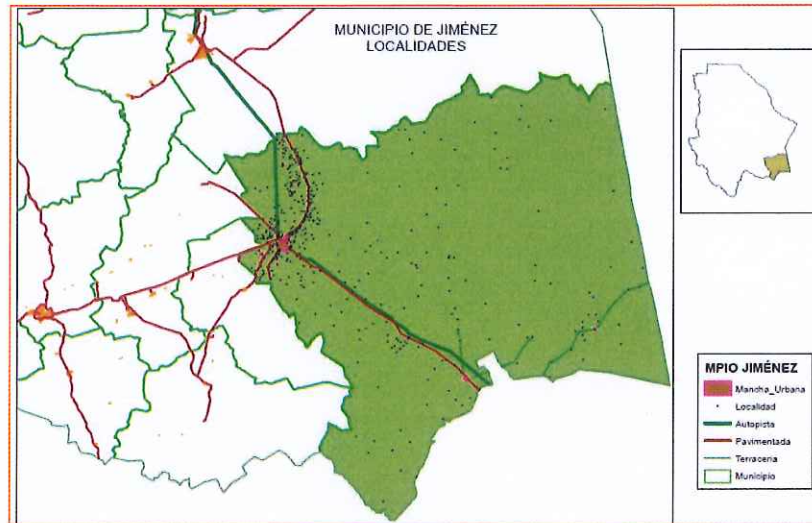 MUNICIPIO DE JIMÉNEZ
LOCALIDADES
MPIO JIMÉNEZ
Mancha_Urbana
Localidad
Autopista
Pavimentada
Terraceria
Municipio